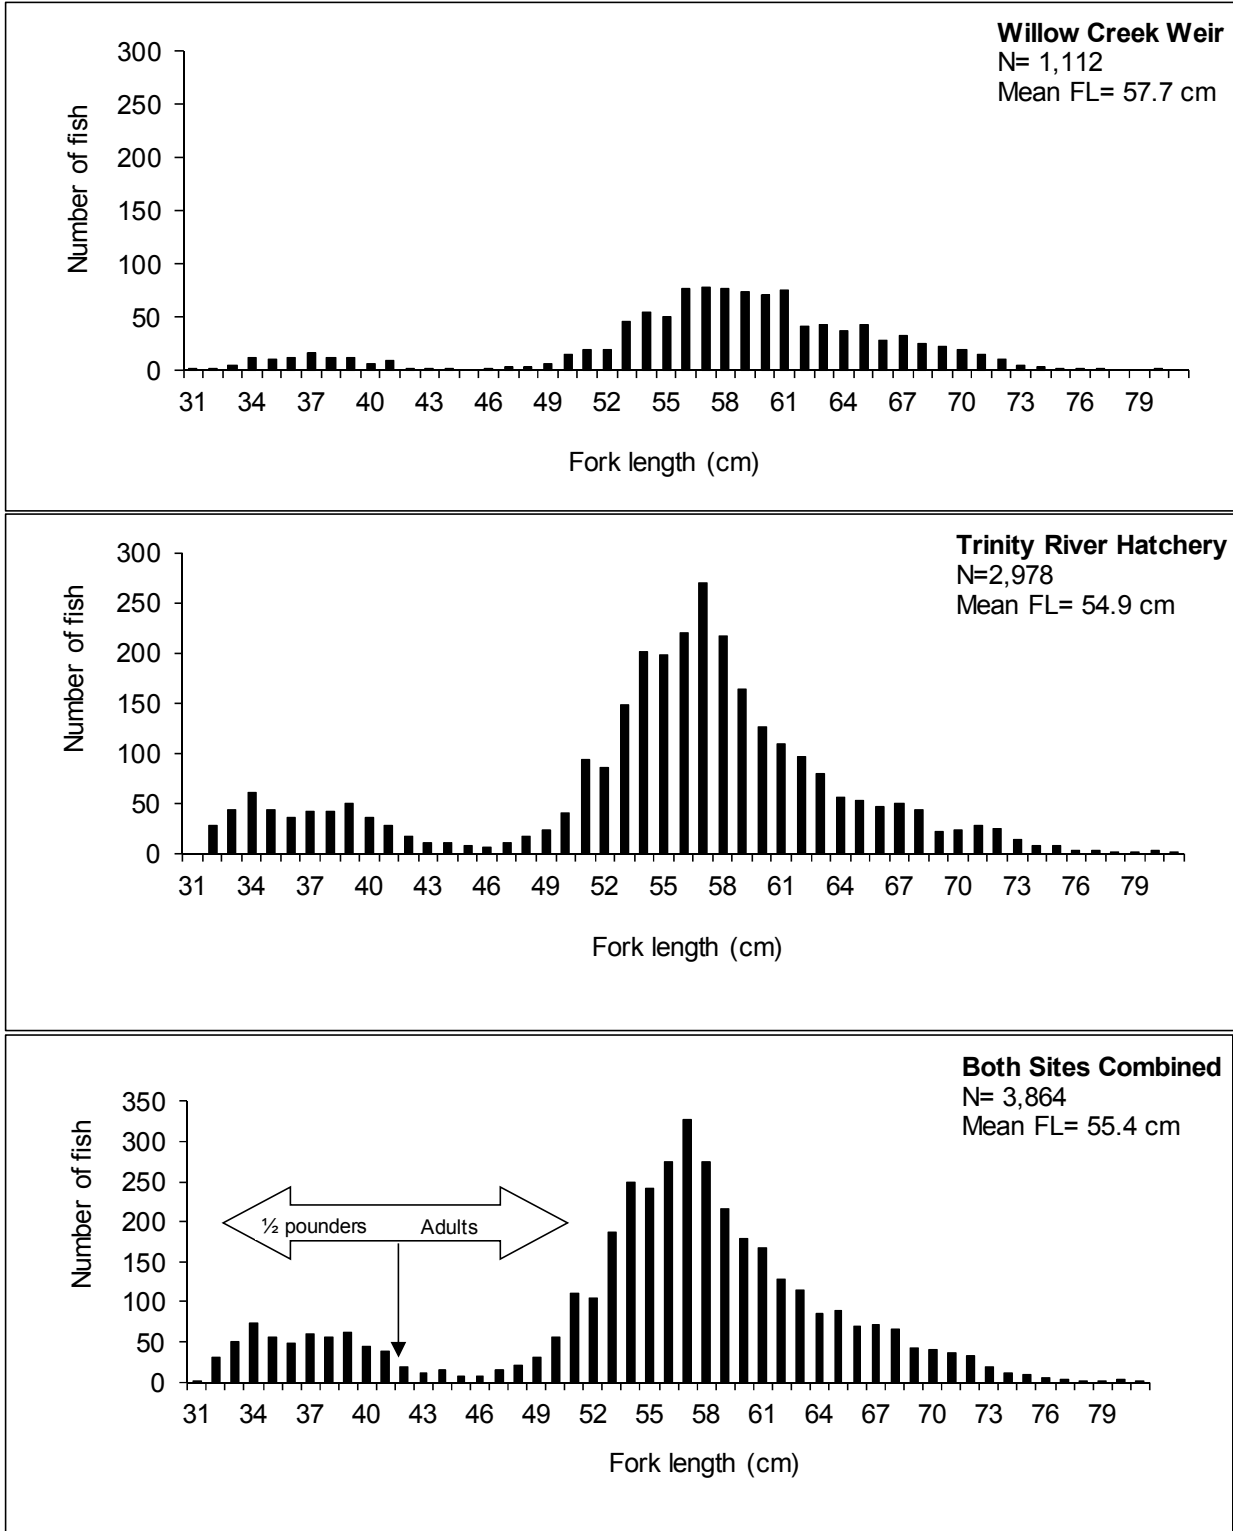 Willow Creek Weir
N= 1,112
Mean FL= 57.7 cm
300
250
200
150
100
50
0
Number of fish
31 34 37 40 43 46 49 52 55 58 61 64 67 70 73 76 79
Fork length (cm)
Trinity River Hatchery
N=2,978
Mean FL= 54.9 cm
300
250
200
150
100
50
0
Number of fish
31 34 37 40 43 46 49 52 55 58 61 64 67 70 73 76 79
Fork length (cm)
Both Sites Combined
N= 3,864
Mean FL= 55.4 cm
350
300
250
200
150
100
50
0
Number of fish
½ pounders Adults
31 34 37 40 43 46 49 52 55 58 61 64 67 70 73 76 79
Fork length (cm)